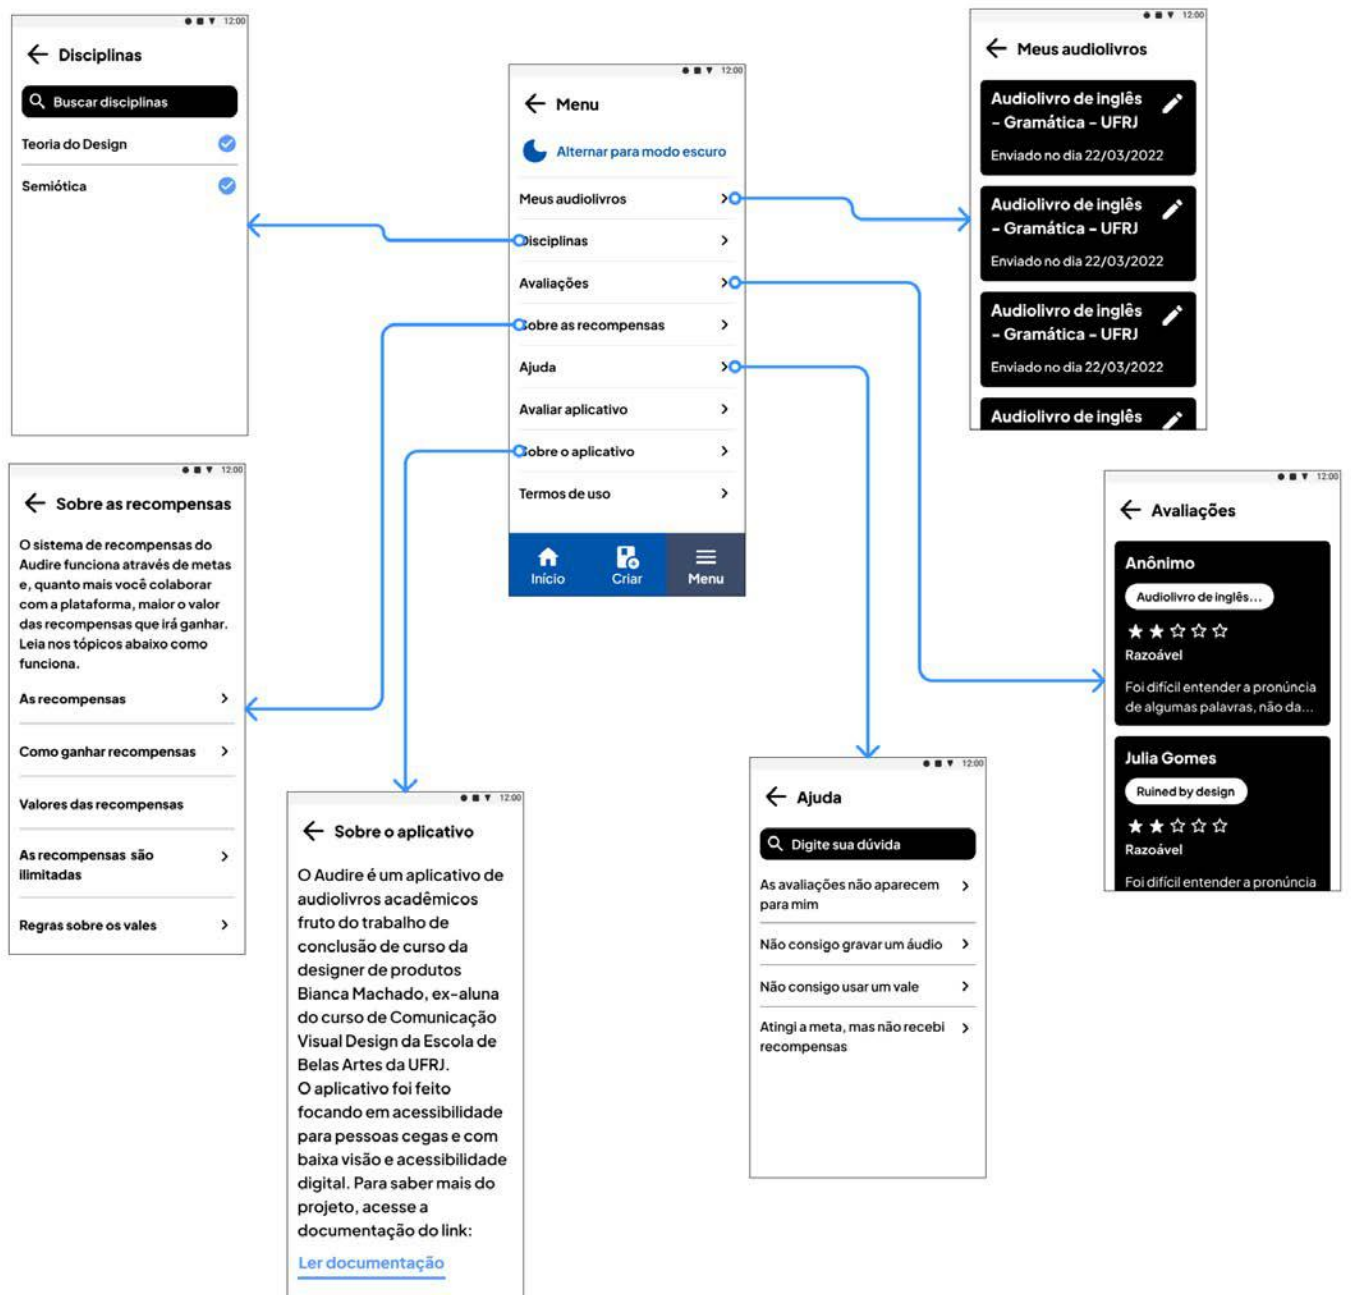 12:00
Disciplinas
Buscar disciplinas
Teoria do Design
Semiótica
12:00
Menu
Alternar para modo escuro
Meus audiolivros
Disciplinas
Avaliações
Sobre as recompensas
Ajuda
Avaliar aplicativo
Sobre o aplicativo
Termos de uso
Início
Criar
Menu
12:00
Meus audiolivros
Audiolivro de inglês
- Gramática - UFRJ
Enviado no dia 22/03/2022
Audiolivro de inglês
- Gramática - UFRJ
Enviado no dia 22/03/2022
Audiolivro de inglês
- Gramática - UFRJ
Enviado no dia 22/03/2022
Audiolivro de inglês
12:00
Sobre as recompensas
O sistema de recompensas do
Audire funciona através de metas
e, quanto mais você colaborar
com a plataforma, maior o valor
das recompensas que irá ganhar.
Leia nos tópicos abaixo como
funciona.
As recompensas
Como ganhar recompensas
Valores das recompensas
As recompensas são
ilimitadas
Regras sobre os vales
12:00
Sobre o aplicativo
O Audire é um aplicativo de
audiolivros acadêmicos
fruto do trabalho de
conclusão de curso da
designer de produtos
Bianca Machado, ex-aluna
do curso de Comunicação
Visual Design da Escola de
Belas Artes da UFRJ.
O aplicativo foi feito
focando em acessibilidade
para pessoas cegas e com
baixa visão e acessibilidade
digital. Para saber mais do
projeto, acesse a
documentação do link:
Ler documentação
12:00
Ajuda
Digite sua dúvida
As avaliações não aparecem
para mim
Não consigo gravar um áudio
Não consigo usar um vale
Atingi a meta, mas não recebi
recompensas
12:00
Avaliações
Anônimo
Audiolivro de inglês...
Razoável
Foi difícil entender a pronúncia
de algumas palavras, não da...
Julia Gomes
Ruined by design
Razoável
Foi difícil entender a pronúncia